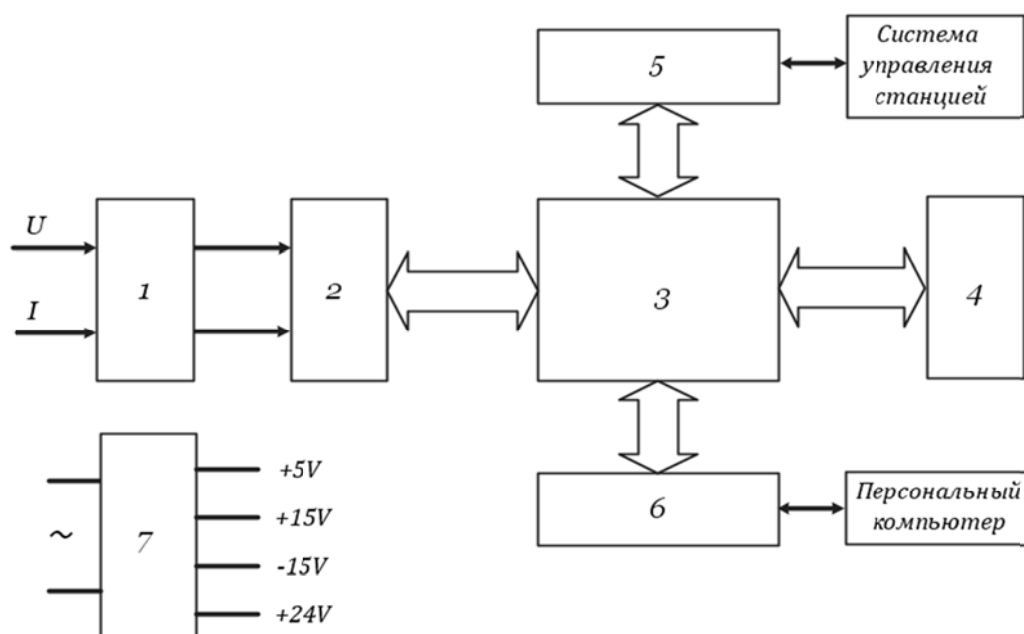 5
Система
управления
станцией
U
I
1
2
3
4
+5V
+15V
-15V
+24V
~
7
6
Персональный
компьютер